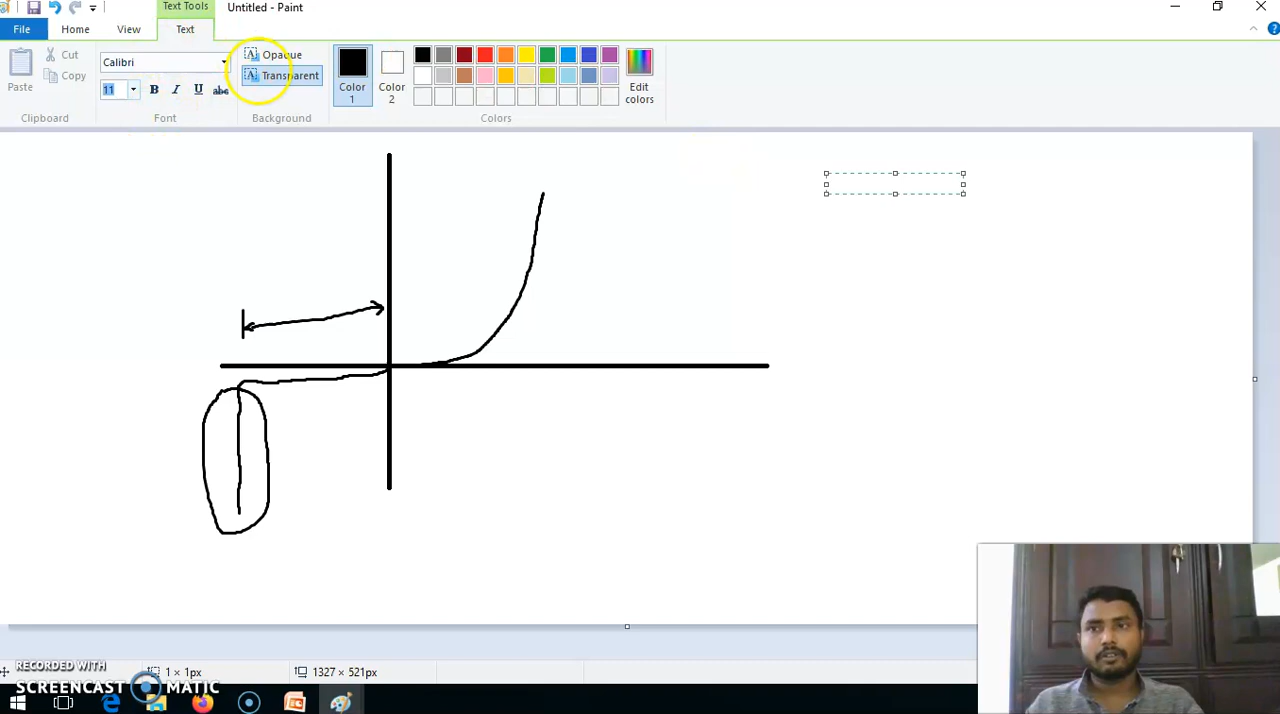 Text Tools
Untitled - Paint
File
Home
View
Text
Paste
Cut
Copy
Clipboard
Calibri
11
B I U abc
Font
Opaque
Transparent
Background
Color
1
Color
2
Edit
colors
Colors
1 × 1px
1327 × 521px
RECORDED WITH
SCREENCAST MATIC